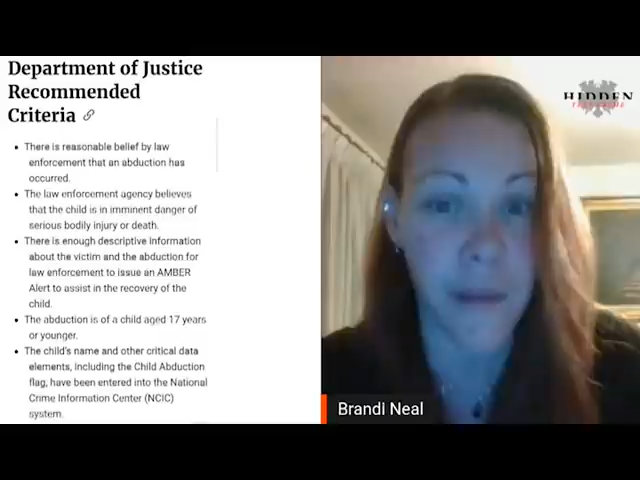 Department of Justice
Recommended
Criteria
There is reasonable belief by law
enforcement that an abduction has
occurred.
The law enforcement agency believes
that the child is in imminent danger of
serious bodily injury or death.
There is enough descriptive information
about the victim and the abduction for
law enforcement to issue an AMBER
Alert to assist in the recovery of the
child.
The abduction is of a child aged 17 years
or younger.
The child's name and other critical data
elements, including the Child Abduction
flag, have been entered into the National
Crime Information Center (NCIC)
system.
HIDDEN
Brandi Neal